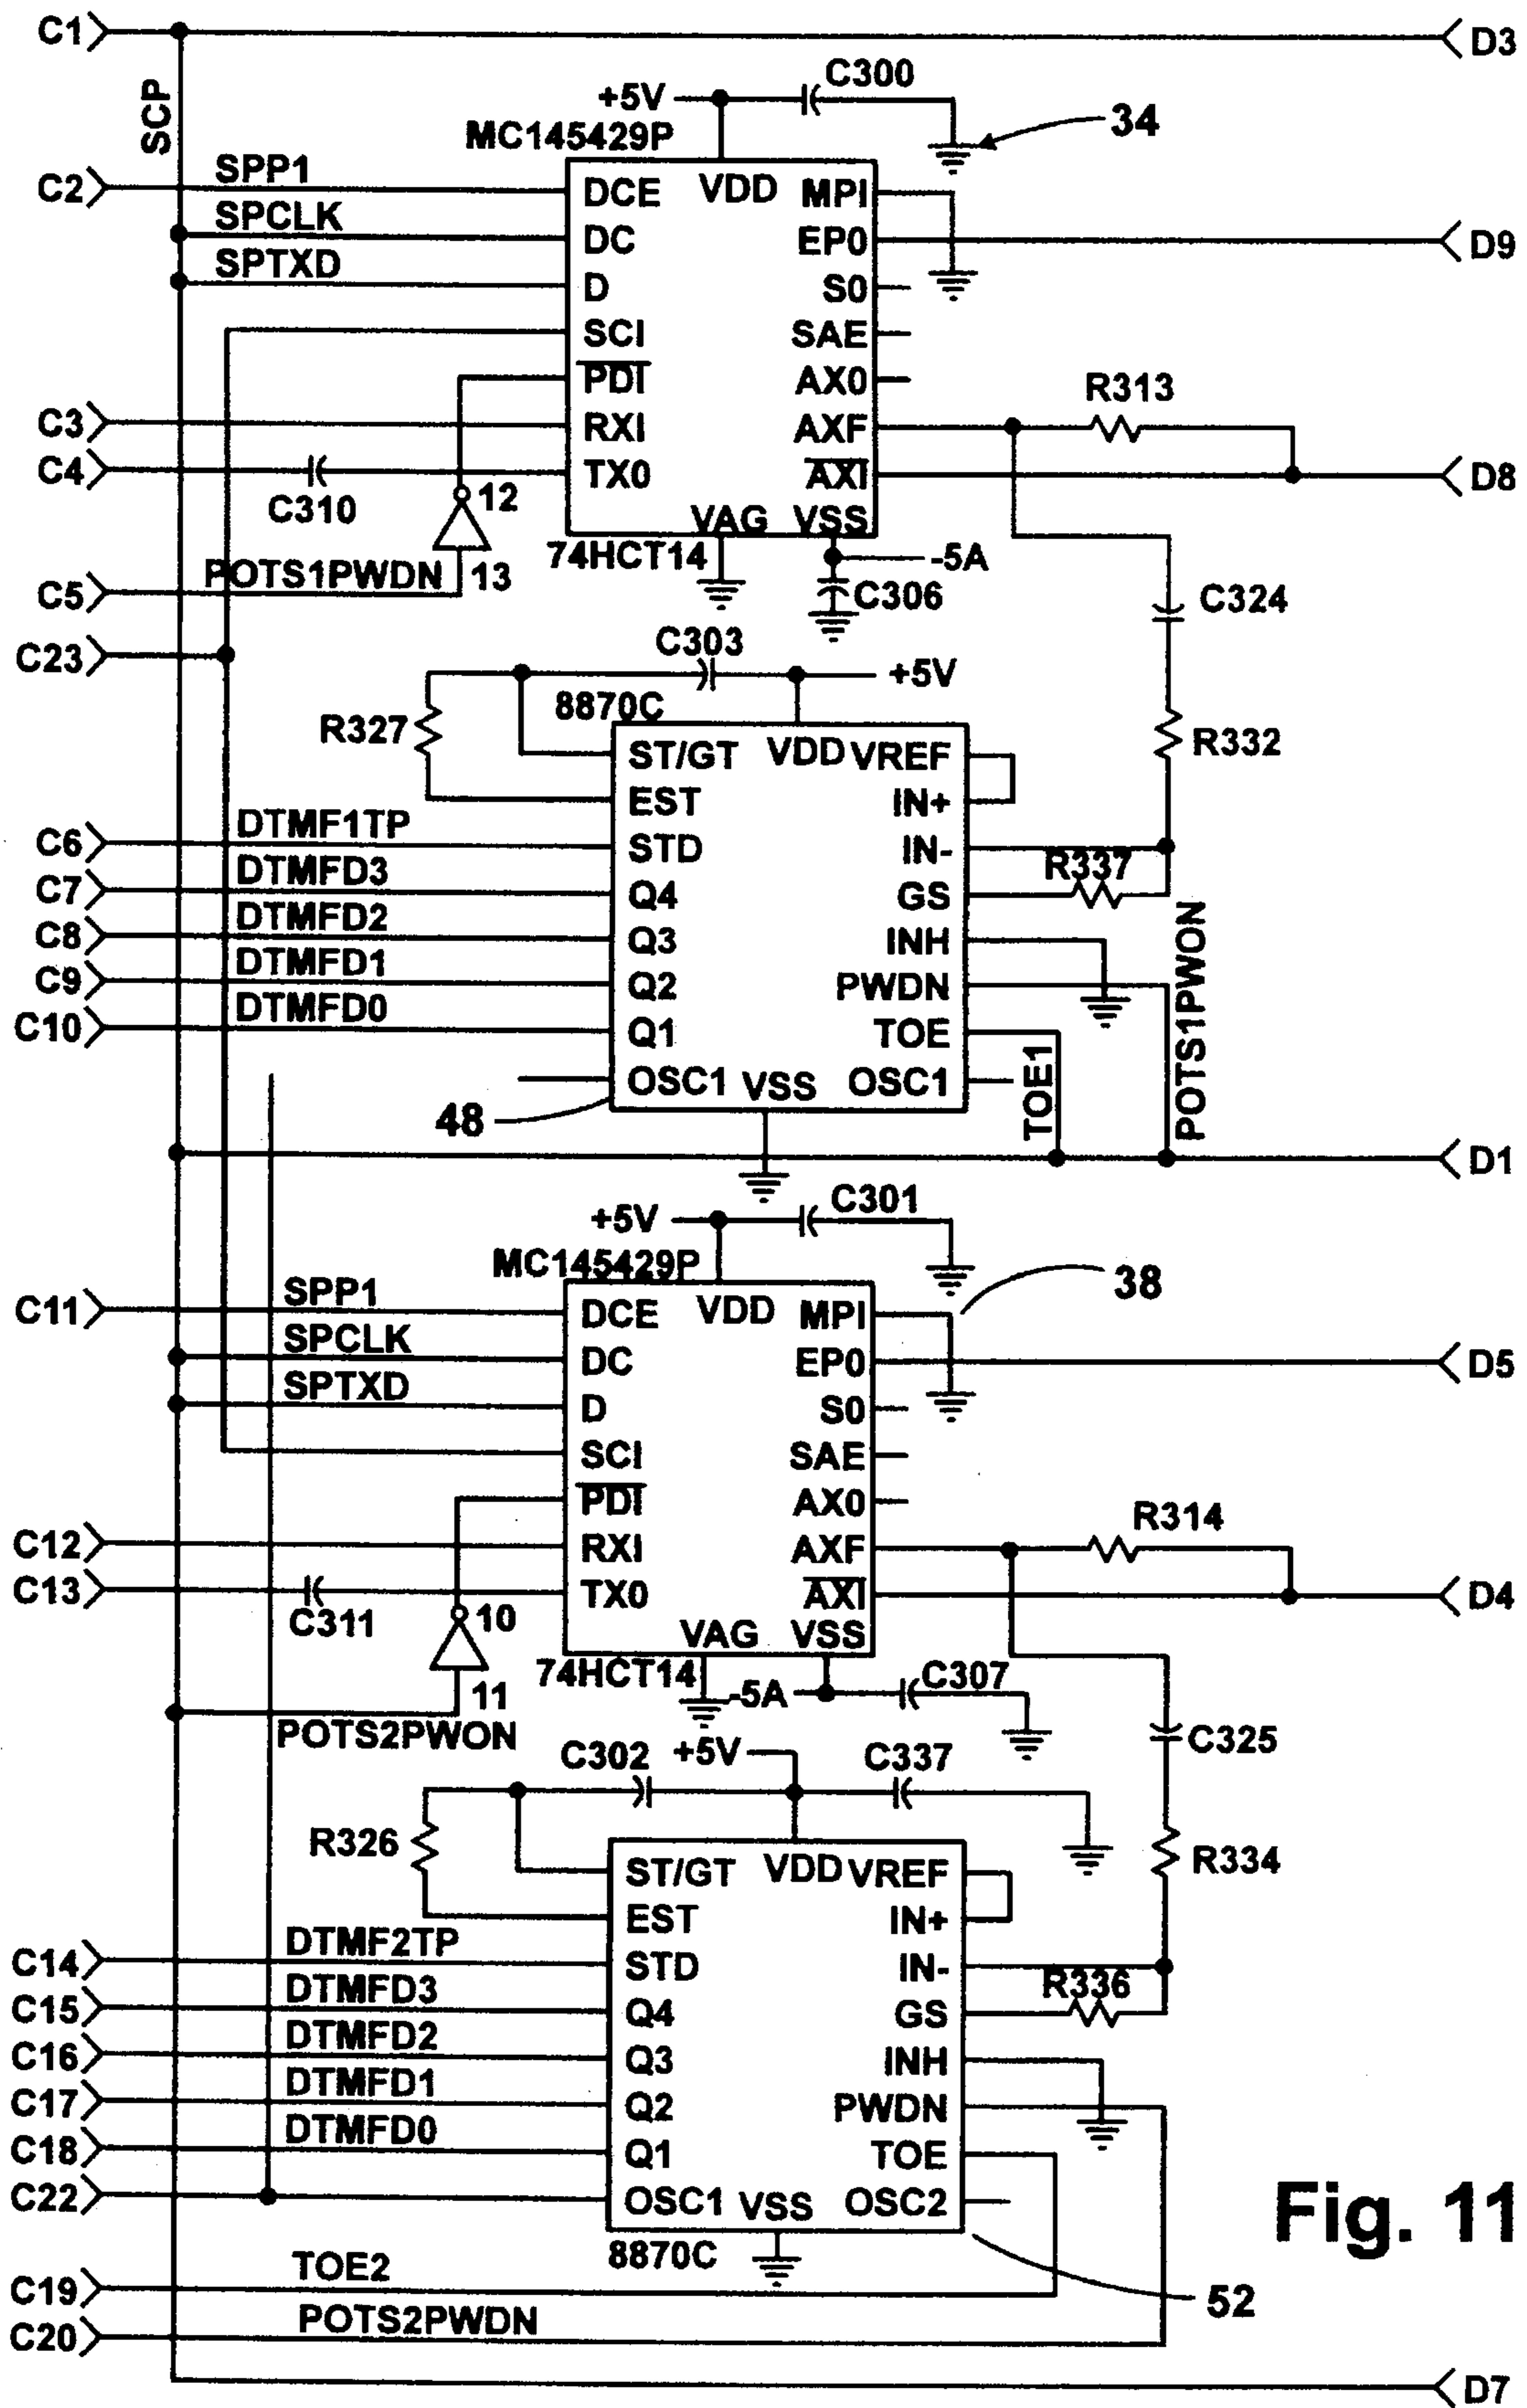 C1 D3
SCP
+5V C300
34
MC145429P
C2 SPP1 DCE VDD MPI
SPCLK DC EP0 D9
SPTXD D S0
SCI SAE
PDI AX0
R313
C3 RXI AXF
C4 C310 TX0 AXI D8
12
VAG VSS
74HCT14 -5A
C5 POTS1PWDN 13 C306 C324
C23 C303 +5V
8870C
R327 R332
ST/GT VDD VREF
EST IN+
C6 DTMF1TP STD IN-
R337
C7 DTMFD3 Q4 GS
C8 DTMFD2 Q3 INH
C9 DTMFD1 Q2 PWDN
C10 DTMFD0 Q1 TOE
OSC1 VSS OSC1
TOE1
POTS1PWON
48
D1
+5V C301
MC145429P
38
C11 SPP1 DCE VDD MPI
SPCLK DC EP0 D5
SPTXD D S0
SCI SAE
PDI AX0
R314
C12 RXI AXF
C13 C311 TX0 AXI D4
10
VAG VSS
74HCT14
11 -5A C307
POTS2PWON
C302 +5V C337 C325
R326 R334
ST/GT VDD VREF
EST IN+
C14 DTMF2TP STD IN-
R336
C15 DTMFD3 Q4 GS
C16 DTMFD2 Q3 INH
C17 DTMFD1 Q2 PWDN
C18 DTMFD0 Q1 TOE
C22 OSC1 VSS OSC2
Fig. 11
8870C
C19 TOE2
52
C20 POTS2PWDN
D7